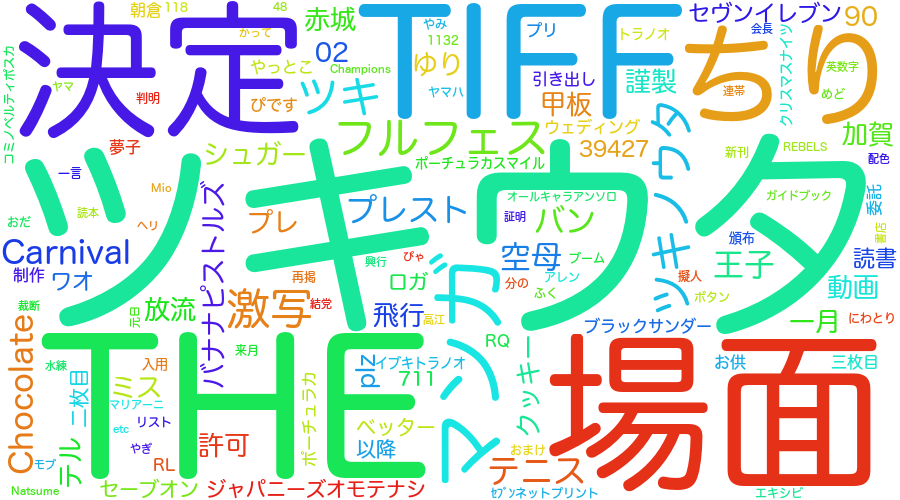 朝倉 118 48 赤城 やみ プリ トラノオ セヴンイレブン 90
決定 TIFF ちり
かって 1132 会長
コミノベルティポスカ やっとこ 02 ゆり クリスマスナイツ 英数字
Champions ツキ 引き出し 謹製
ヤマ 判明 ぴです ヤマハ 甲板 連帯 めど
フルフェス ウェディング ツキノウタ 加賀
夢子 シュガー ポーチュラカスマイル 39427 新刊 REBELS 配色
ツキウタ
一言 Mio オールキャラアンソロ ガイドブック
おだ 読本 ヘリ プレ プレスト 証明 バン 委託
Carnival バナナピストルズ 頒布 書店
制作 ワオ 興行 ぴゃ 空母 ブーム 王子 読書
再掲 ロガ マンガ 分の アレン 擬人 動画
裁断 元旦 放流 激写 結党 飛行 ふく ボタン
高江 ブラックサンダー 一月 にわとり
THE 場面
Chocolate 水練 来月 RQ
入用 plz イブキトラノオ クッキー お供 三枚目
二枚目 ミス 711
マリアーニ ポーチュラカ
etc リスト ベッター
テル やぎ 許可 以降 おまけ
モブ RL テニス
Natsume セーブオン ジャパニーズオモテナシ ｾﾌﾞﾝネットプリント エキシビ